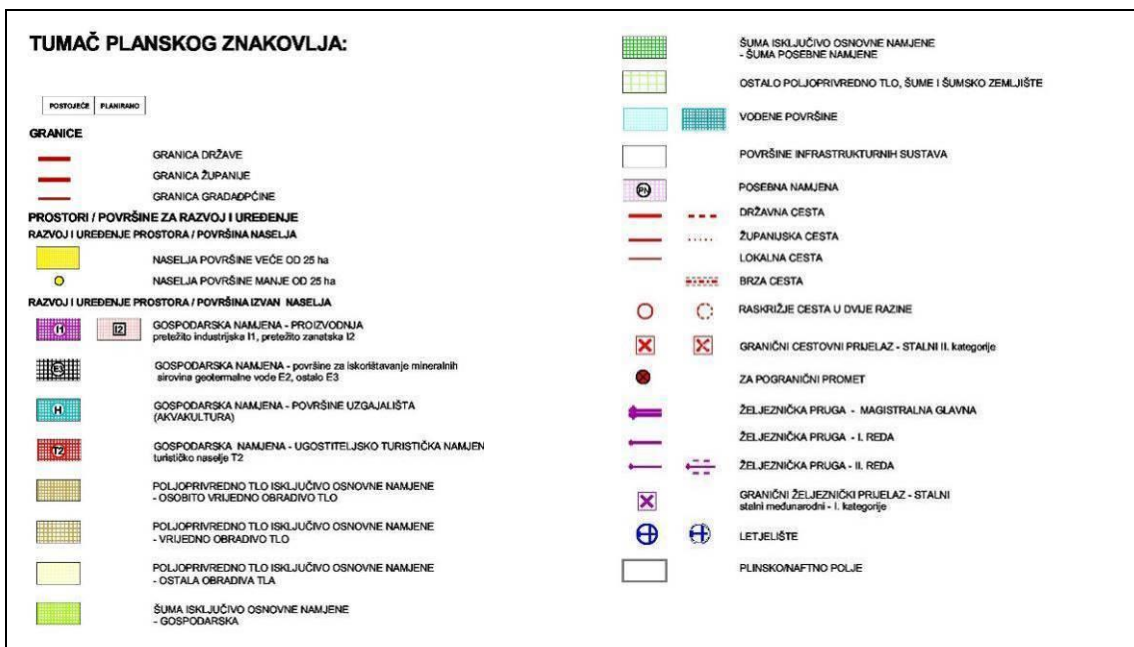 TUMAČ PLANSKOG ZNAKOVLJA:
POSTOJEĆE PLANIRANO
GRANICE
GRANICA DRŽAVE
GRANICA ŽUPANIJE
GRANICA GRADA/OPĆINE
PROSTORI / POVRŠINE ZA RAZVOJ I UREĐENJE
RAZVOJ I UREĐENJE PROSTORA / POVRŠINA NASELJA
NASELJA POVRŠINE VEĆE OD 25 ha
NASELJA POVRŠINE MANJE OD 25 ha
RAZVOJ I UREĐENJE PROSTORA / POVRŠINA IZVAN NASELJA
I1 I2 GOSPODARSKA NAMJENA - PROIZVODNJA
pretežito industrijska I1, pretežito zanatska I2
E3 GOSPODARSKA NAMJENA - površine za iskorištavanje mineralnih
sirovina geotermalne vode E2, ostalo E3
H GOSPODARSKA NAMJENA - POVRŠINE UZGAJALIŠTA
(AKVAKULTURA)
T2 GOSPODARSKA NAMJENA - UGOSTITELJSKO TURISTIČKA NAMJEN
turističko naselje T2
POLJOPRIVREDNO TLO ISKLJUČIVO OSNOVNE NAMJENE
- OSOBITO VRIJEDNO OBRADIVO TLO
POLJOPRIVREDNO TLO ISKLJUČIVO OSNOVNE NAMJENE
- VRIJEDNO OBRADIVO TLO
POLJOPRIVREDNO TLO ISKLJUČIVO OSNOVNE NAMJENE
- OSTALA OBRADIVA TLA
ŠUMA ISKLJUČIVO OSNOVNE NAMJENE
- GOSPODARSKA
ŠUMA ISKLJUČIVO OSNOVNE NAMJENE
- ŠUMA POSEBNE NAMJENE
OSTALO POLJOPRIVREDNO TLO, ŠUME I ŠUMSKO ZEMLJIŠTE
VODENE POVRŠINE
POVRŠINE INFRASTRUKTURNIH SUSTAVA
PN POSEBNA NAMJENA
DRŽAVNA CESTA
ŽUPANIJSKA CESTA
LOKALNA CESTA
BRZA CESTA
RASKRIŽJE CESTA U DVIJE RAZINE
GRANIČNI CESTOVNI PRIJELAZ - STALNI II. kategorije
ZA POGRANIČNI PROMET
ŽELJEZNIČKA PRUGA - MAGISTRALNA GLAVNA
ŽELJEZNIČKA PRUGA - I. REDA
ŽELJEZNIČKA PRUGA - II. REDA
GRANIČNI ŽELJEZNIČKI PRIJELAZ - STALNI
stalni međunarodni - I. kategorije
LETJELIŠTE
PLINSKO/NAFTNO POLJE